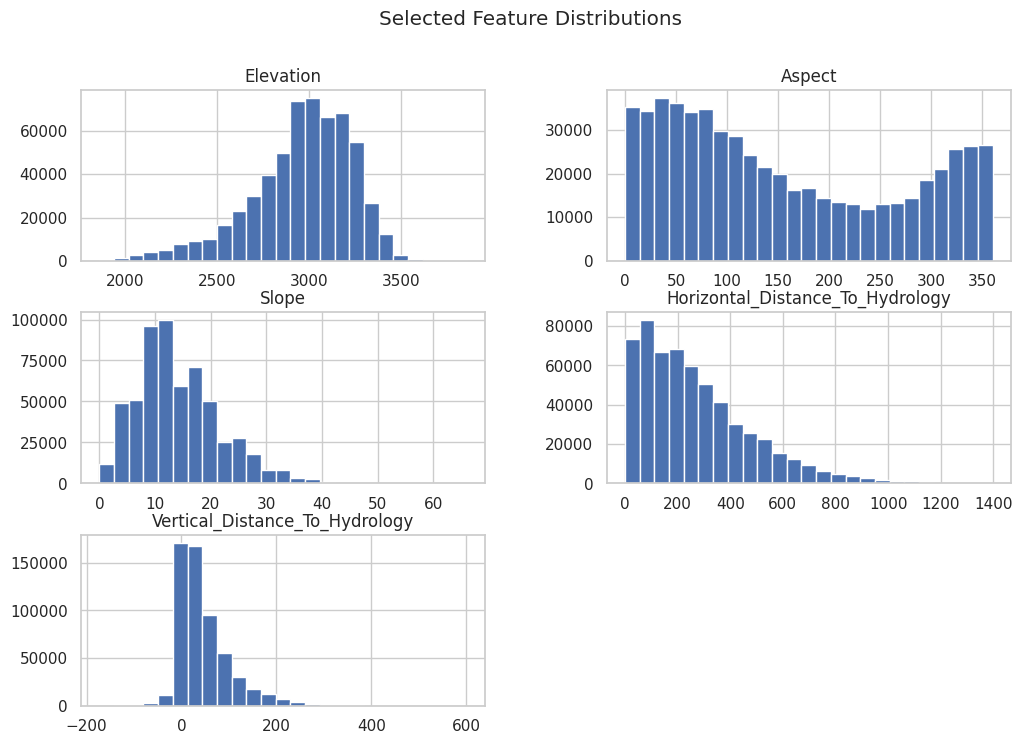 Selected Feature Distributions
Elevation
60000
40000
20000
0
2000 2500 3000 3500
Aspect
30000
20000
10000
0
0 50 100 150 200 250 300 350
Slope
100000
75000
50000
25000
0
0 10 20 30 40 50 60
Horizontal_Distance_To_Hydrology
80000
60000
40000
20000
0
0 200 400 600 800 1000 1200 1400
Vertical_Distance_To_Hydrology
150000
100000
50000
0
−200 0 200 400 600